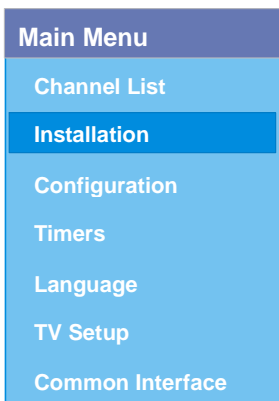 Main Menu
Channel List
Installation
Configuration
Timers
Language
TV Setup
Common Interface